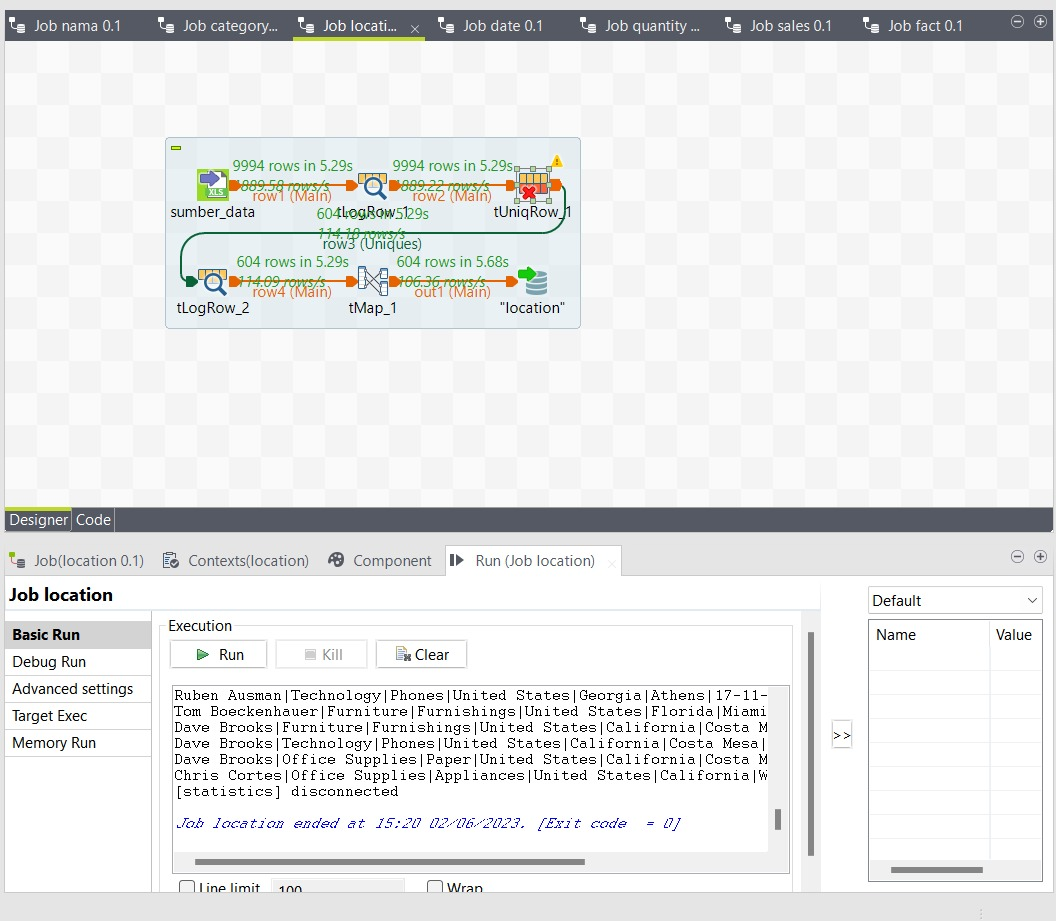 Job nama 0.1
Job category...
Job locati...
Job date 0.1
Job quantity ...
Job sales 0.1
Job fact 0.1
9994 rows in 5.29s
9994 rows in 5.29s
1889.58 rows/s
1889.22 rows/s
row1 (Main)
row2 (Main)
XLS
sumber_data
tLogRow_1
tUniqRow_1
604 rows in 5.29s
114.18 rows/s
row3 (Uniques)
604 rows in 5.29s
604 rows in 5.68s
114.09 rows/s
106.36 rows/s
row4 (Main)
out1 (Main)
tLogRow_2
tMap_1
"location"
Designer
Code
Job(location 0.1)
Contexts(location)
Component
Run (Job location)
Job location
Default
Basic Run
Debug Run
Advanced settings
Target Exec
Memory Run
Execution
Run
Kill
Clear
Name
Value
Ruben Ausman|Technology|Phones|United States|Georgia|Athens|17-11-
Tom Boeckenhauer|Furniture|Furnishings|United States|Florida|Miami
Dave Brooks|Furniture|Furnishings|United States|California|Costa M
Dave Brooks|Technology|Phones|United States|California|Costa Mesa|
Dave Brooks|Office Supplies|Paper|United States|California|Costa M
Chris Cortes|Office Supplies|Appliances|United States|California|W
[statistics] disconnected
Job location ended at 15:20 02/06/2023. [Exit code  = 0]
>>
Line limit
100
Wrap